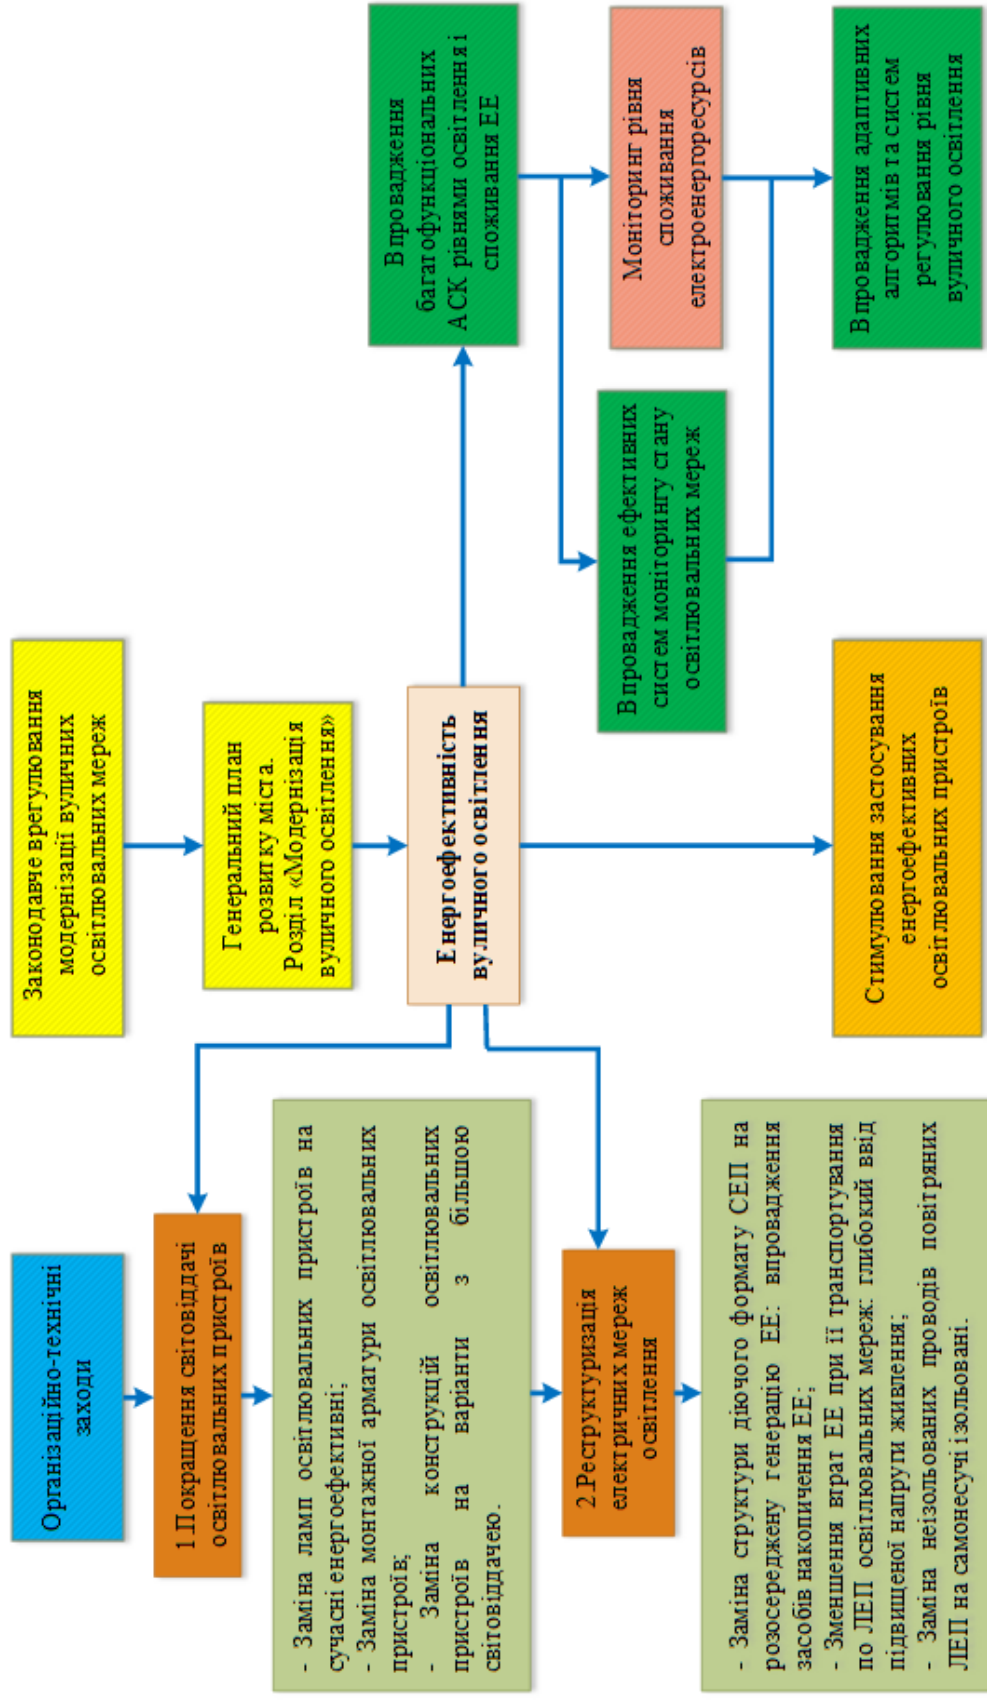 Організаційно-технічні
заходи
1.Покращення світовіддачі
освітлювальних пристроїв
- Заміна ламп освітлювальних пристроїв на
сучасні енергоефективні;
- Заміна монтажної арматури освітлювальних
пристроїв;
- Заміна конструкцій освітлювальних
пристроїв на варіанти з більшою
світовіддачею.
2.Реструктуризація
електричних мереж
освітлення
- Заміна структури діючого формату СЕП на
розосереджену генерацію ЕЕ: впровадження
засобів накопичення ЕЕ;
- Зменшення втрат ЕЕ при її транспортування
по ЛЕП освітлювальних мереж: глибокий ввід
підвищеної напруги живлення;
- Заміна неізольованих проводів повітряних
ЛЕП на самонесучі ізольовані.
Законодавче врегулювання
модернізації вуличних
освітлювальних мереж
Генеральний план
розвитку міста.
Розділ «Модернізація
вуличного освітлення»
Енергоефективність
вуличного освітлення
Стимулювання застосування
енергоефективних
освітлювальних пристроїв
Впровадження
багатофункціональних
АСК рівнями освітлення і
споживання ЕЕ
Впровадження ефективних
систем моніторингу стану
освітлювальних мереж
Моніторинг рівня
споживання
електроенергоресурсів
Впровадження адаптивних
алгоритмів та систем
регулювання рівня
вуличного освітлення